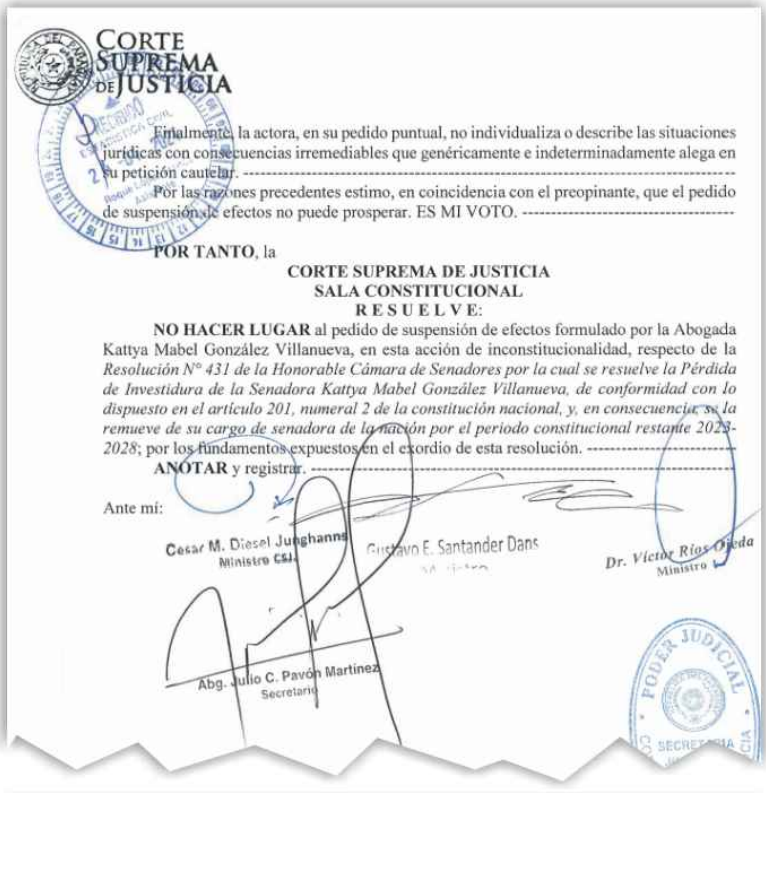 CORTE
SUPREMA
DE JUSTICIA
REPUBLICA DEL PARAGUAY
RECIBIDO
ESTADISTICA CIVIL
Finalmente, la actora, en su pedido puntual, no individualiza o describe las situaciones
jurídicas con consecuencias irremediables que genéricamente e indeterminadamente alega en
su petición cautelar. ---
Por las razones precedentes estimo, en coincidencia con el preopinante, que el pedido
de suspensión de efectos no puede prosperar. ES MI VOTO. ---
POR TANTO, la
CORTE SUPREMA DE JUSTICIA
SALA CONSTITUCIONAL
R E S U E L V E:
NO HACER LUGAR al pedido de suspensión de efectos formulado por la Abogada
Kattya Mabel González Villanueva, en esta acción de inconstitucionalidad, respecto de la
Resolución N° 431 de la Honorable Cámara de Senadores por la cual se resuelve la Pérdida
de Investidura de la Senadora Kattya Mabel González Villanueva, de conformidad con lo
dispuesto en el artículo 201, numeral 2 de la constitución nacional, y, en consecuencia, se la
remueve de su cargo de senadora de la nación por el periodo constitucional restante 2023-
2028; por los fundamentos expuestos en el exordio de esta resolución. ---
ANOTAR y registrar. ---
Ante mí:
Cesar M. Diesel Junghanns
Ministro CSJ.
Gustavo E. Santander Dans
Ministro
Dr. Víctor Ríos Ojeda
Ministro
Abg. Julio C. Pavón Martínez
Secretario
PODER JUDICIAL
SECRETARIA